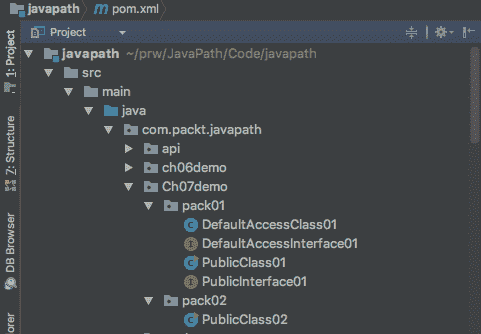 javapath pom.xml
Project
javapath ~/prw/JavaPath/Code/javapath
src
main
java
com.packt.javapath
api
ch06demo
Ch07demo
pack01
DefaultAccessClass01
DefaultAccessInterface01
PublicClass01
PublicInterface01
pack02
PublicClass02
1: Project
Z: Structure
DB Browser
orer